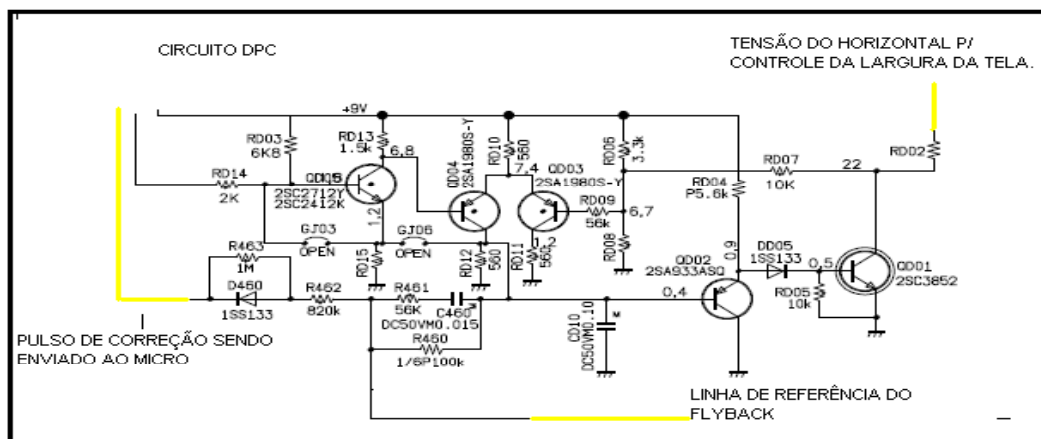 CIRCUITO DPC
TENSÃO DO HORIZONTAL P/
CONTROLE DA LARGURA DA TELA.
+9V
RD03
6K8
RD13
1.5k
6,8
QD04
2SA1980S-Y
RD10
560
7,4
QD03
2SA1980S-Y
RD06
3.3k
RD02
RD14
2K
2SC2712Y
2SC2412K
1,2
RD09
56k
6,7
RD04
P5.6k
RD07
10K
22
GJ03
OPEN
GJ06
OPEN
RD15
RD12
560
RD11
1,2
560
RD08
R463
1M
D460
1SS133
R462
820k
R461
56K
C460
DC50VM0.015
R460
1/6P100k
CD10
DC50VM0.10
M
M
0,4
QD02
2SA933ASQ
0,9
DD05
1SS133
0,5
RD05
10k
QD01
2SC3852
PULSO DE CORREÇÃO SENDO
ENVIADO AO MICRO
LINHA DE REFERÊNCIA DO
FLYBACK